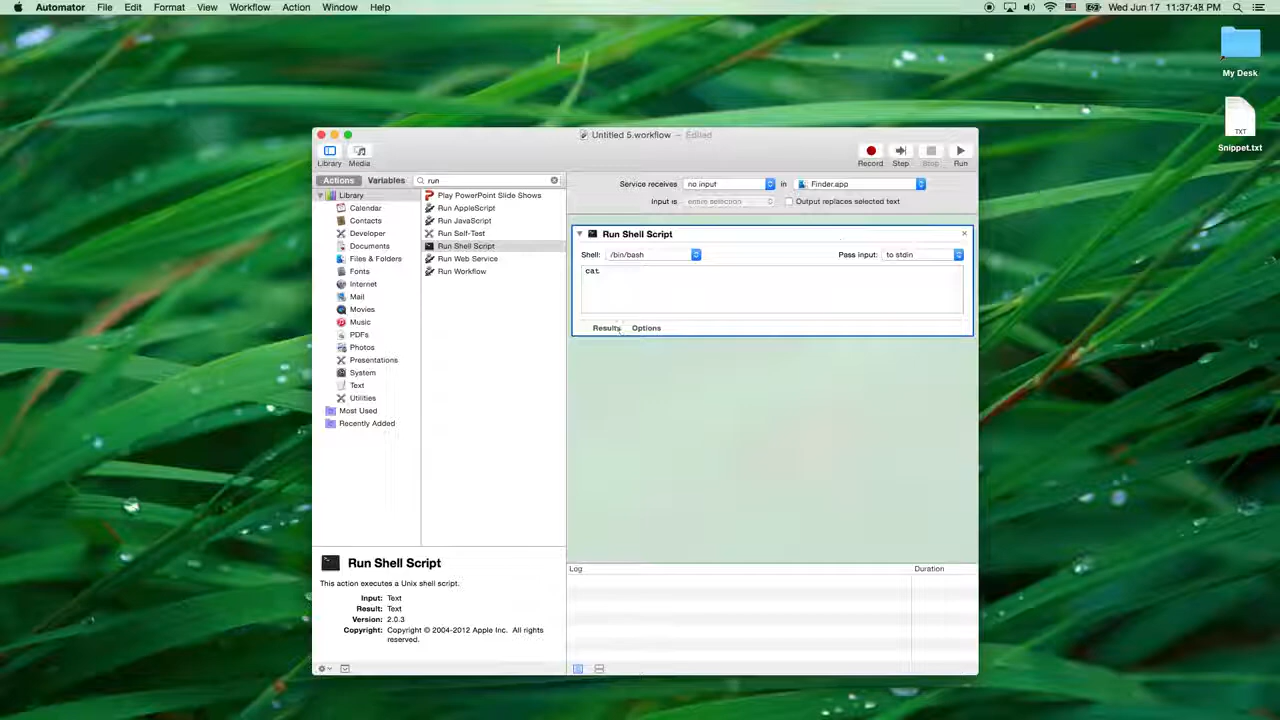 Automator File Edit Format View Workflow Action Window Help Wed Jun 17 11:37:48 PM
My Desk
TXT
Snippet.txt
Untitled 5.workflow — Edited
Library Media Record Step Stop Run
Actions Variables run
Service receives no input in Finder.app
Input is entire selection Output replaces selected text
Library
Calendar
Contacts
Developer
Documents
Files & Folders
Fonts
Internet
Mail
Movies
Music
PDFs
Photos
Presentations
System
Text
Utilities
Most Used
Recently Added
Play PowerPoint Slide Shows
Run AppleScript
Run JavaScript
Run Self-Test
Run Shell Script
Run Web Service
Run Workflow
Run Shell Script
Shell: /bin/bash Pass input: to stdin
cat
Results Options
Run Shell Script
This action executes a Unix shell script.
Input: Text
Result: Text
Version: 2.0.3
Copyright: Copyright © 2004-2012 Apple Inc. All rights
reserved.
Log Duration